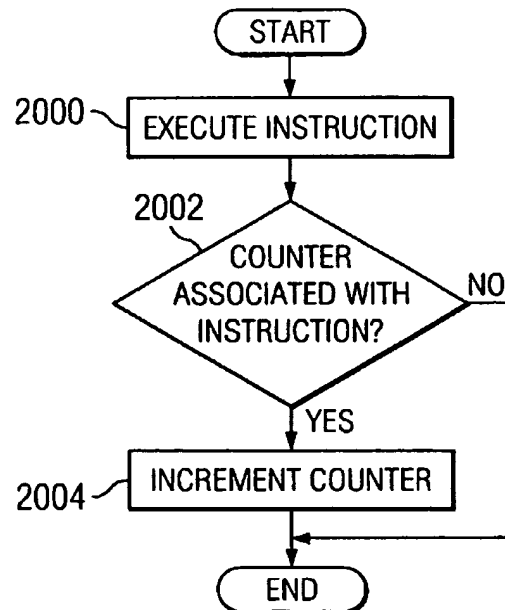 START
2000
EXECUTE INSTRUCTION
2002
COUNTER
ASSOCIATED WITH
INSTRUCTION?
NO
YES
2004
INCREMENT COUNTER
END